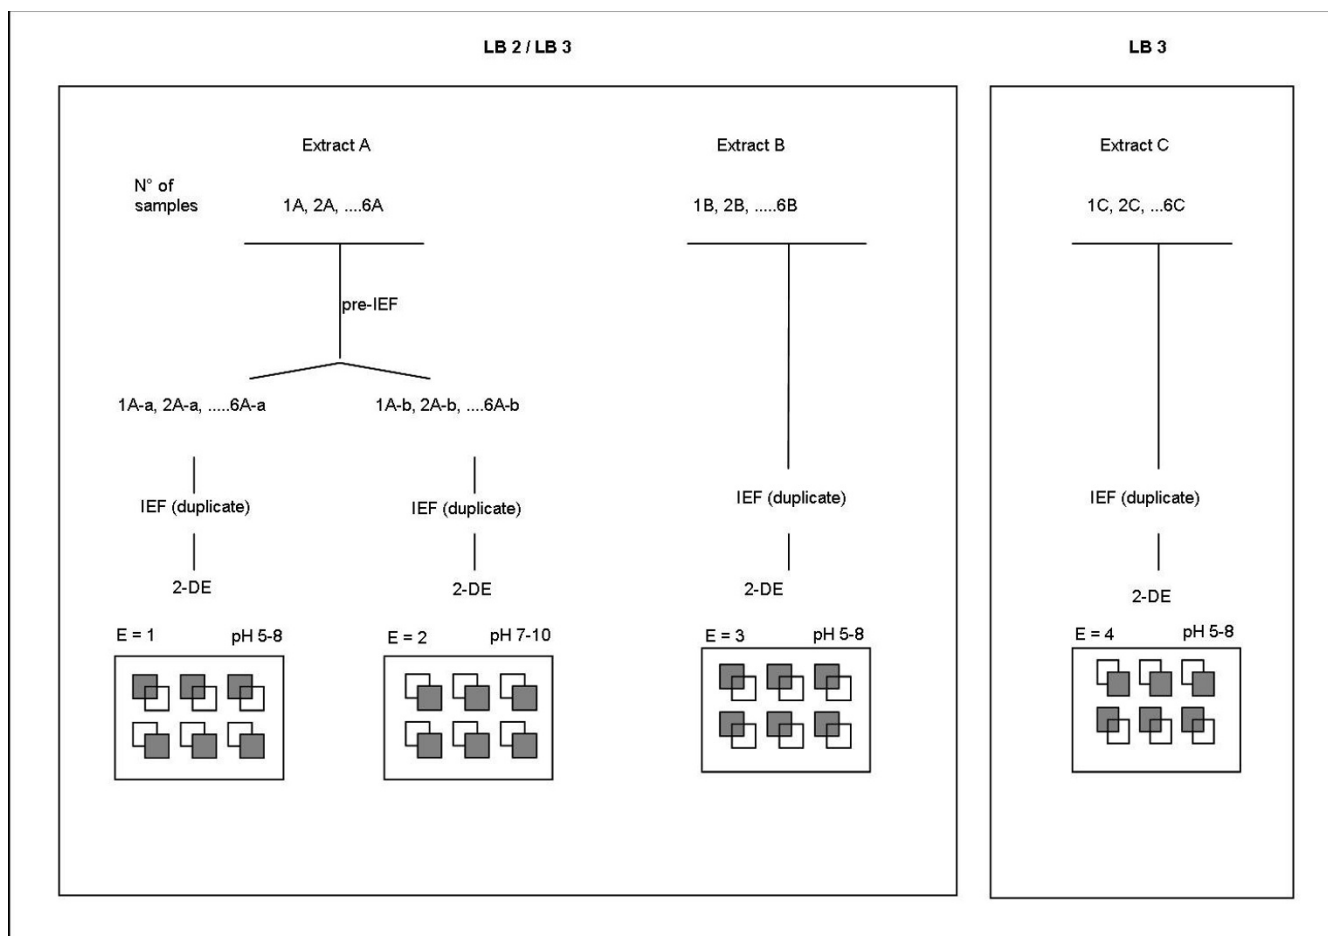 LB 2 / LB 3
LB 3
Extract A
Extract B
Extract C
N° of
samples
1A, 2A, ....6A
1B, 2B, .....6B
1C, 2C, ...6C
pre-IEF
1A-a, 2A-a, .....6A-a
1A-b, 2A-b, ....6A-b
IEF (duplicate)
IEF (duplicate)
IEF (duplicate)
IEF (duplicate)
2-DE
2-DE
2-DE
2-DE
E = 1
pH 5-8
E = 2
pH 7-10
E = 3
pH 5-8
E = 4
pH 5-8